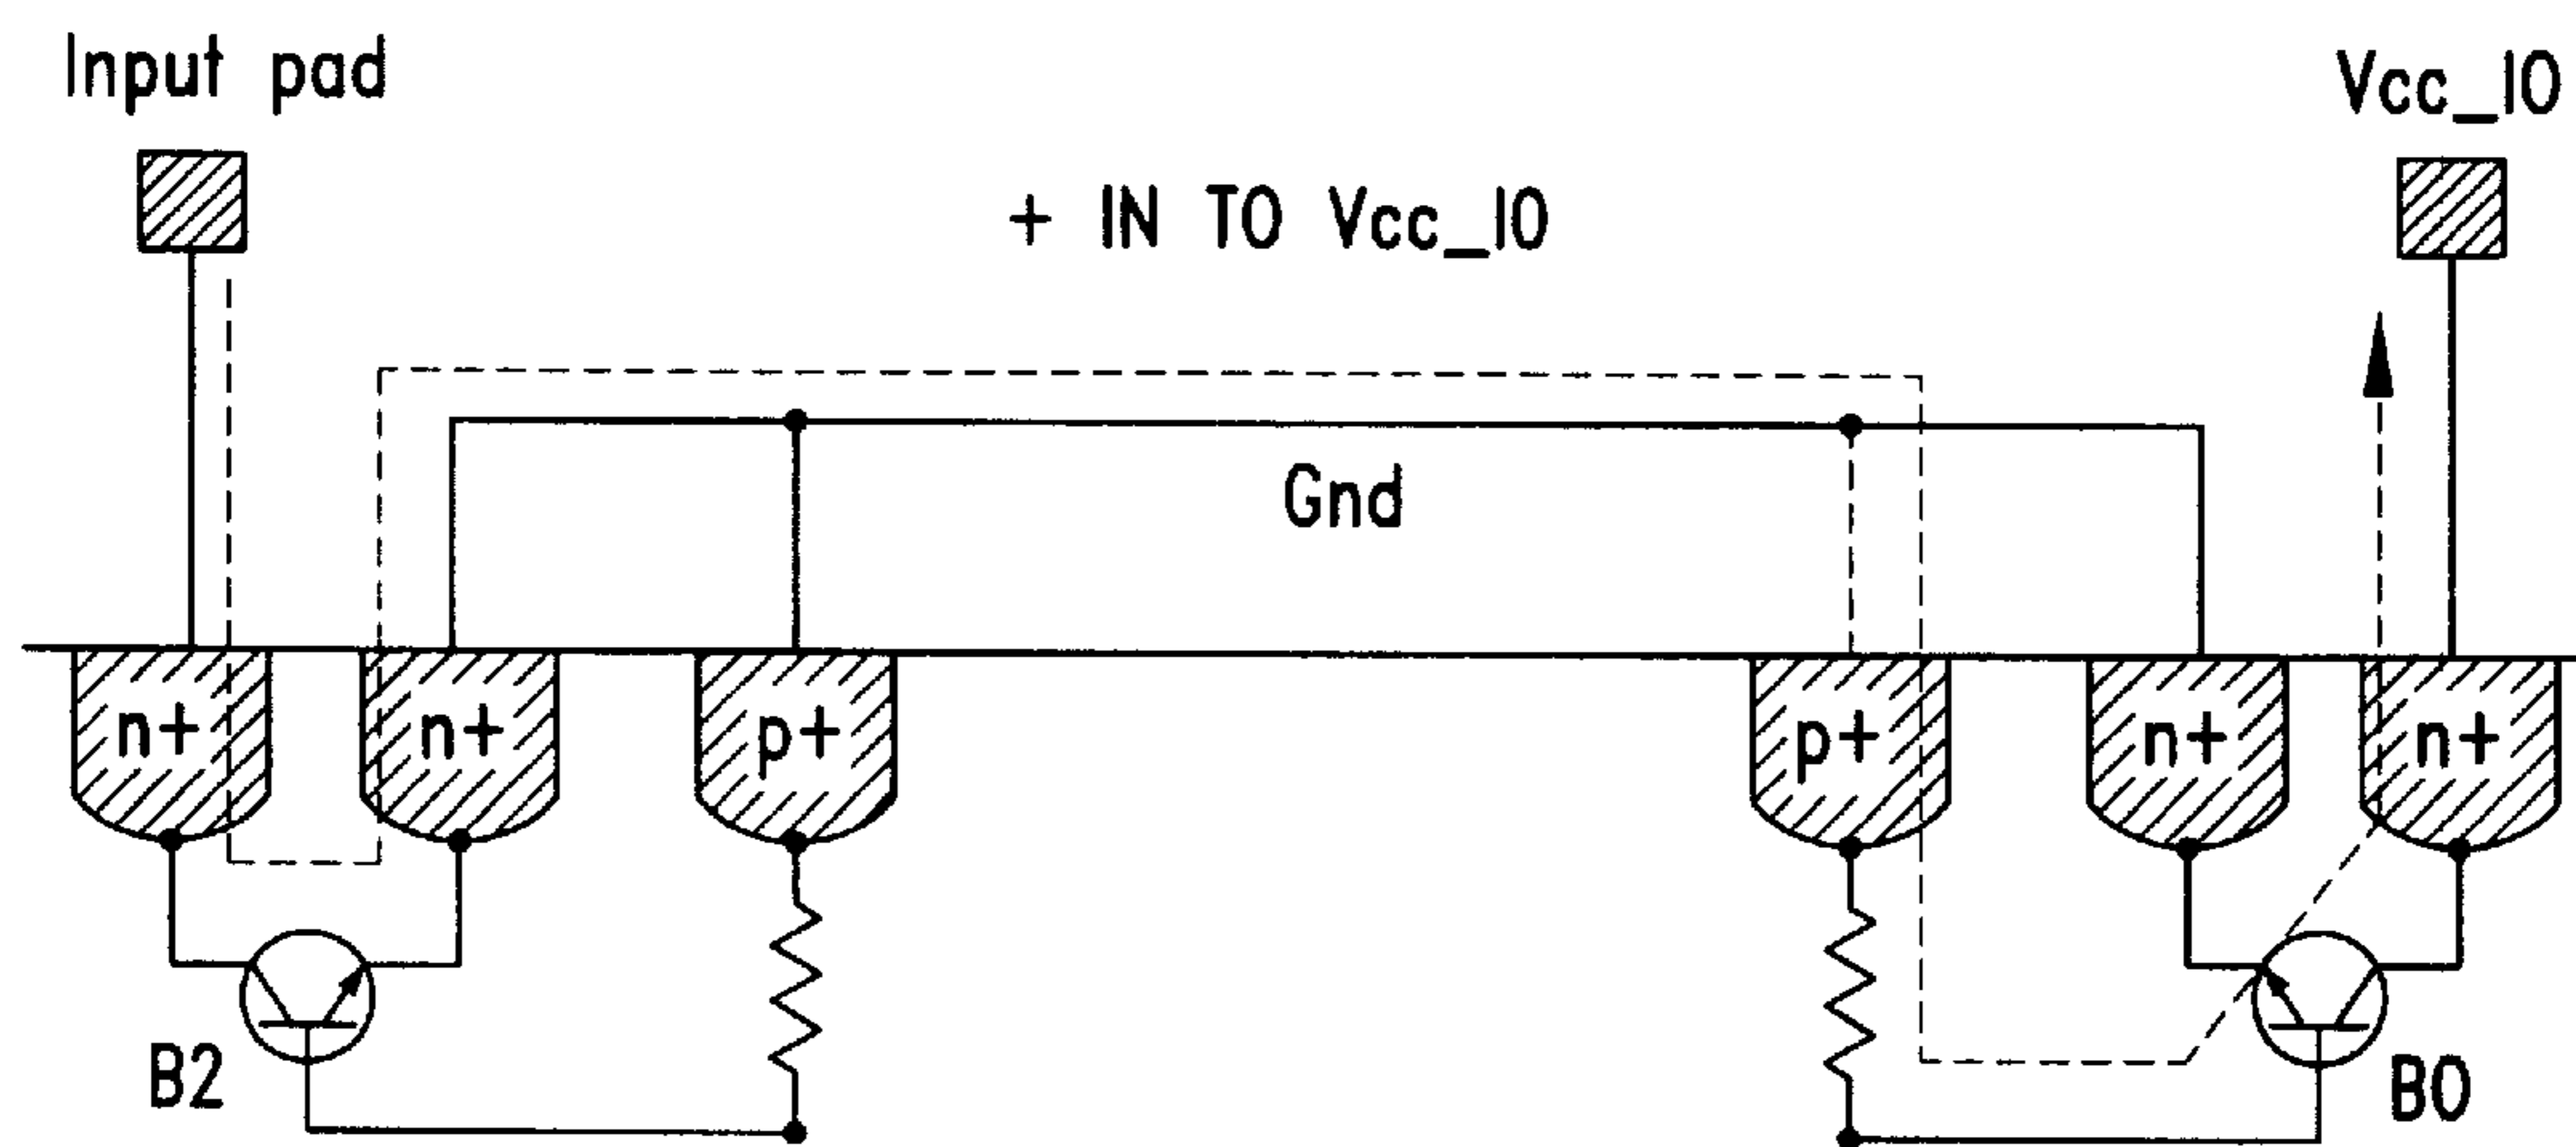 Input pad
Vcc_IO
+ IN TO Vcc_IO
Gnd
n+
n+
p+
p+
n+
n+
B2
B0